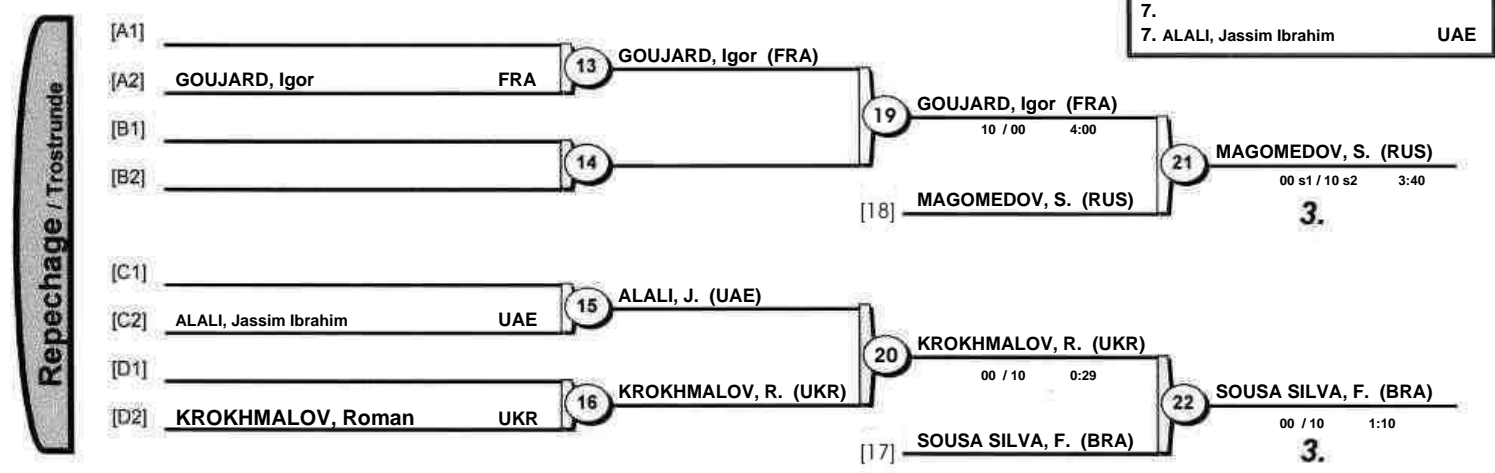 7.
7. ALALI, Jassim Ibrahim UAE
Repechage / Trostrunde
[A1]
[A2] GOUJARD, Igor FRA
13
GOUJARD, Igor (FRA)
[B1]
[B2]
14
19
GOUJARD, Igor (FRA)
10 / 00 4:00
[18] MAGOMEDOV, S. (RUS)
21
MAGOMEDOV, S. (RUS)
00 s1 / 10 s2 3:40
3.
[C1]
[C2] ALALI, Jassim Ibrahim UAE
15
ALALI, J. (UAE)
[D1]
[D2] KROKHMALOV, Roman UKR
16
KROKHMALOV, R. (UKR)
20
KROKHMALOV, R. (UKR)
00 / 10 0:29
[17] SOUSA SILVA, F. (BRA)
22
SOUSA SILVA, F. (BRA)
00 / 10 1:10
3.